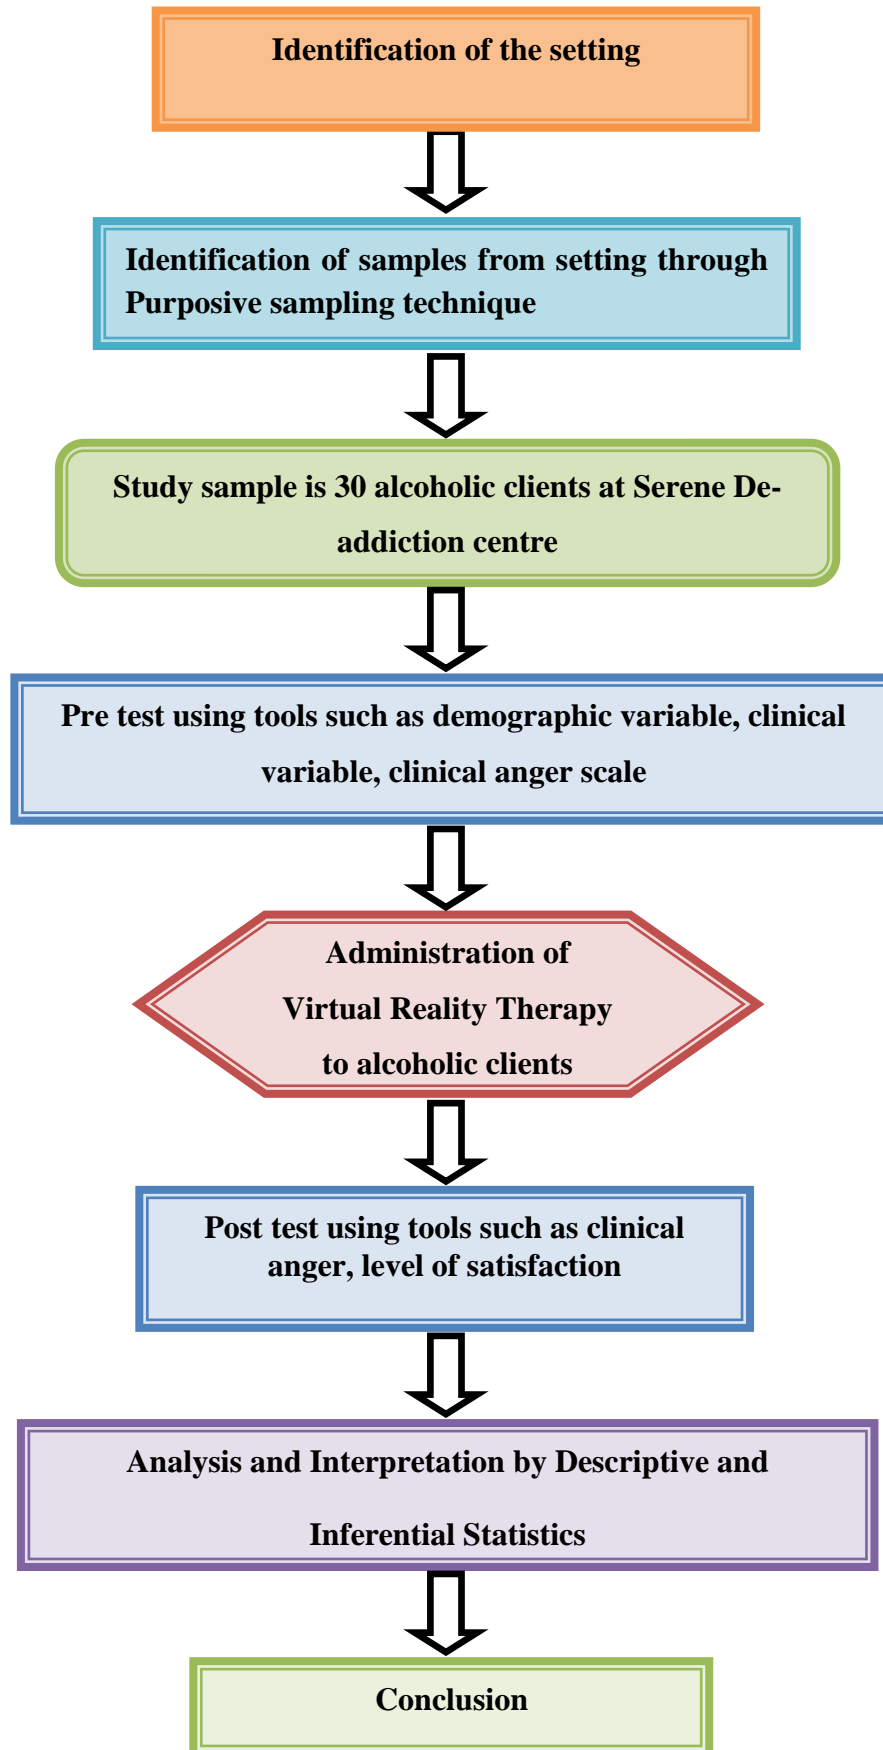 Identification of the setting
Identification of samples from setting through
Purposive sampling technique
Study sample is 30 alcoholic clients at Serene De-
addiction centre
Pre test using tools such as demographic variable, clinical
variable, clinical anger scale
Administration of
Virtual Reality Therapy
to alcoholic clients
Post test using tools such as clinical
anger, level of satisfaction
Analysis and Interpretation by Descriptive and
Inferential Statistics
Conclusion